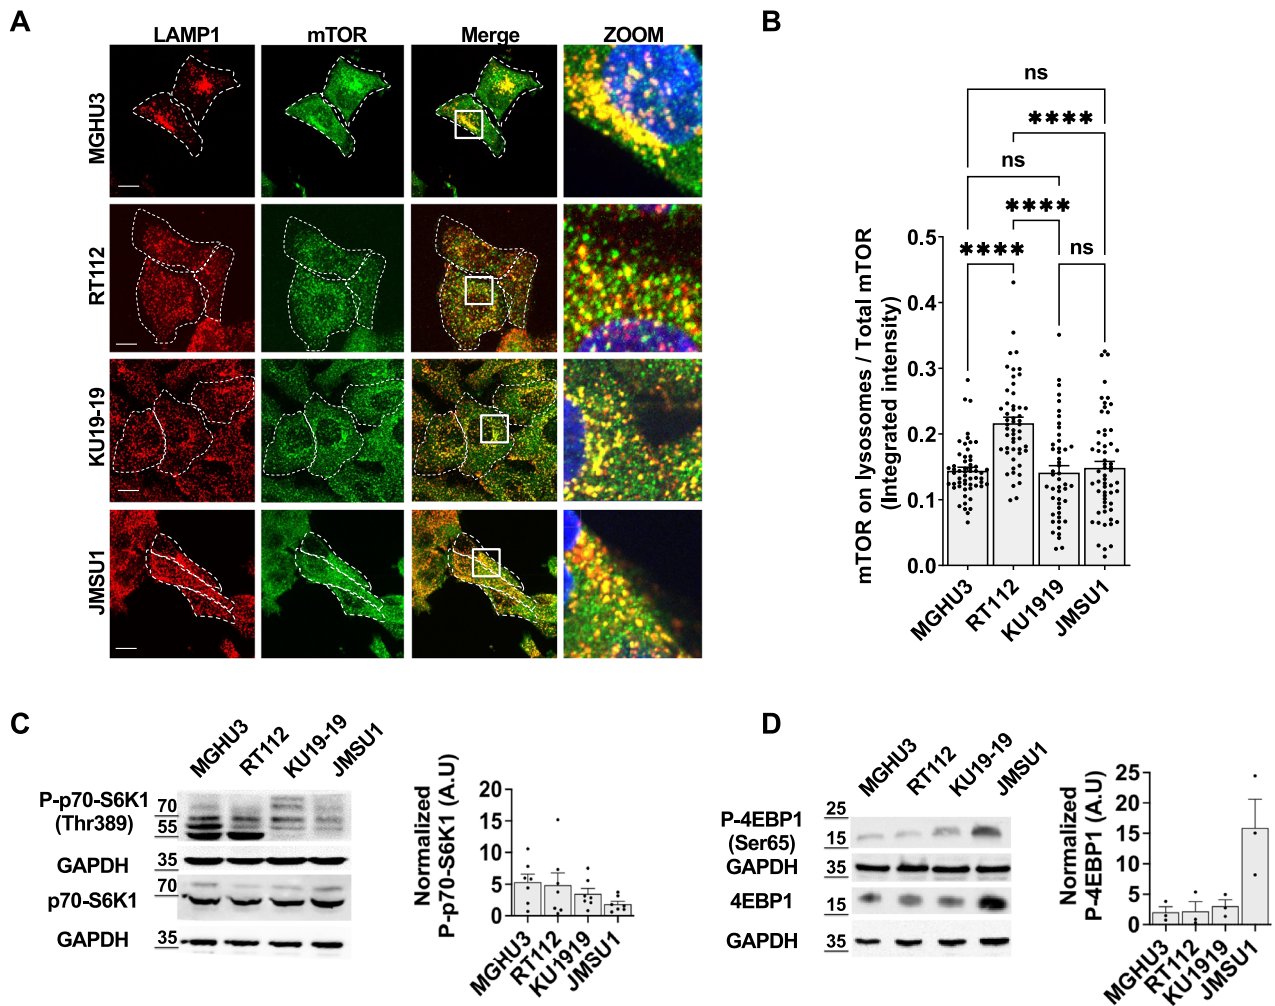 A
LAMP1 mTOR Merge ZOOM
MGHU3
RT112
KU19-19
JMSU1
B
ns
****
ns
****
**** ns
mTOR on lysosomes / Total mTOR
(Integrated intensity)
0.5
0.4
0.3
0.2
0.1
0.0
MGHU3 RT112 KU1919 JMSU1
C
MGHU3 RT112 KU19-19 JMSU1
P-p70-S6K1
(Thr389)
70
55
GAPDH 35
70
p70-S6K1
GAPDH 35
Normalized
P-p70-S6K1 (A.U)
20
15
10
5
0
MGHU3 RT112 KU1919 JMSU1
D
MGHU3 RT112 KU19-19 JMSU1
25
P-4EBP1
(Ser65) 15
GAPDH 35
4EBP1 15
GAPDH 35
Normalized
P-4EBP1 (A.U)
25
20
15
10
5
0
MGHU3 RT112 KU1919 JMSU1